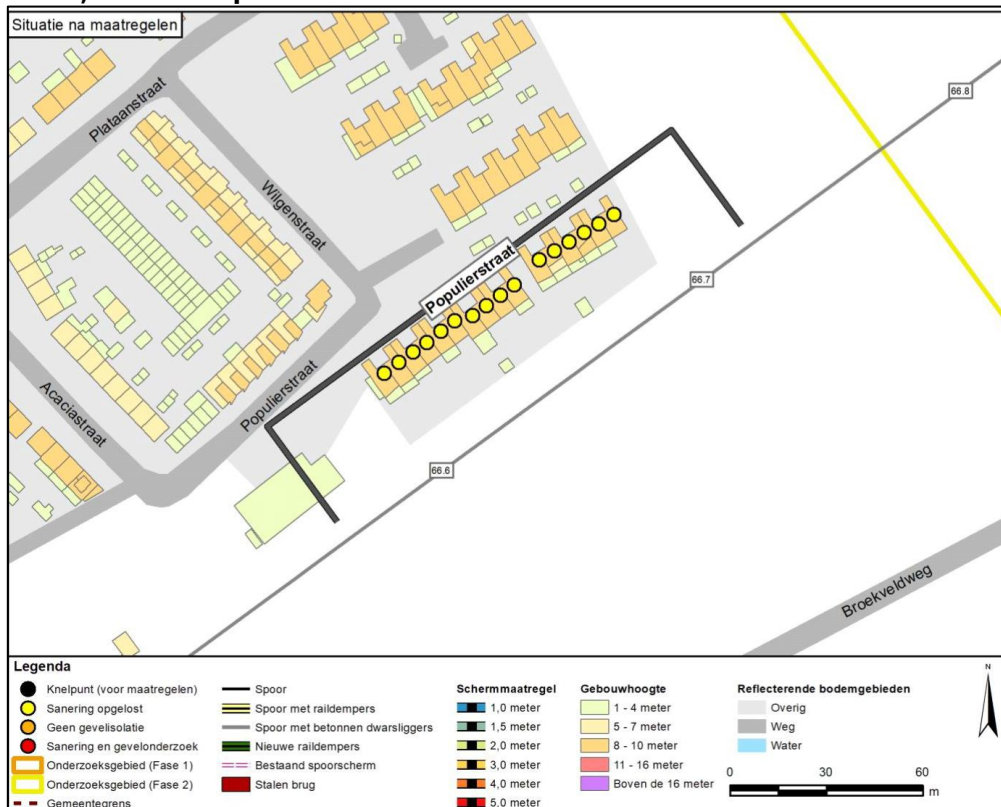 Situatie na maatregelen
66.8
Plataanstraat
Wilgenstraat
Populierstraat
66.7
Populierstraat
Acaciastraat
66.6
Broekveldweg
Legenda
Knelpunt (voor maatregelen)
Sanering opgelost
Geen gevelisolatie
Sanering en gevelonderzoek
Onderzoeksgebied (Fase 1)
Onderzoeksgebied (Fase 2)
Gemeentegrens
Spoor
Spoor met raildempers
Spoor met betonnen dwarsliggers
Nieuwe raildempers
Bestaand spoorscherm
Stalen brug
Schermmaatregel
1,0 meter
1,5 meter
2,0 meter
3,0 meter
4,0 meter
5,0 meter
Gebouwhoogte
1 - 4 meter
5 - 7 meter
8 - 10 meter
11 - 16 meter
Boven de 16 meter
Reflecterende bodemgebieden
Overig
Weg
Water
N
0 30 60
m